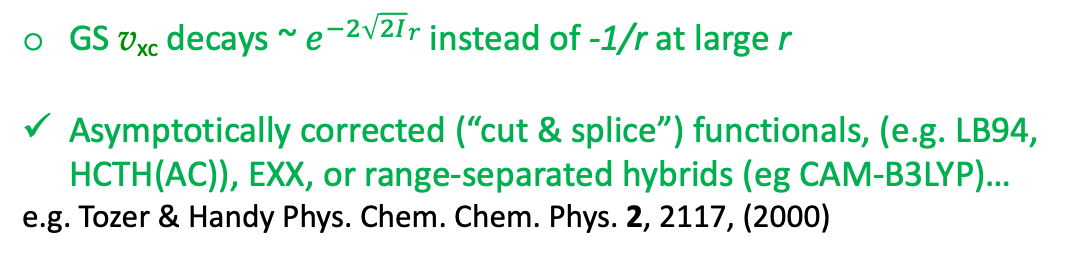 ○ GS vxc decays ~ e^{−2√2I r} instead of -1/r at large r
✓ Asymptotically corrected (“cut & splice”) functionals, (e.g. LB94,
HCTH(AC)), EXX, or range-separated hybrids (eg CAM-B3LYP)…
e.g. Tozer & Handy Phys. Chem. Chem. Phys. 2, 2117, (2000)